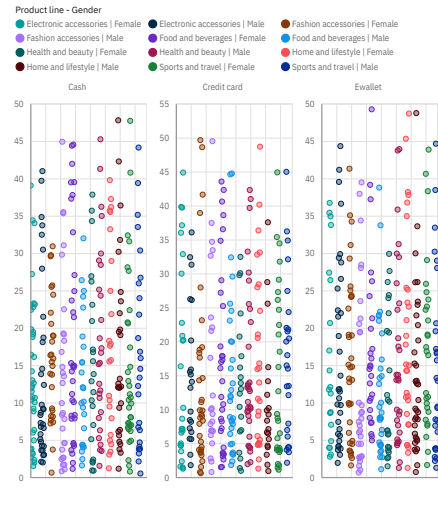 Product line - Gender
Electronic accessories | Female Electronic accessories | Male Fashion accessories | Female
Fashion accessories | Male Food and beverages | Female Food and beverages | Male
Health and beauty | Female Health and beauty | Male Home and lifestyle | Female
Home and lifestyle | Male Sports and travel | Female Sports and travel | Male
Cash Credit card Ewallet
50 55 50
45 50 45
40 45 40
35 40 35
30 35 30
25 30 25
20 25 20
15 20 15
10 15 10
5 10 5
0 5 0
0